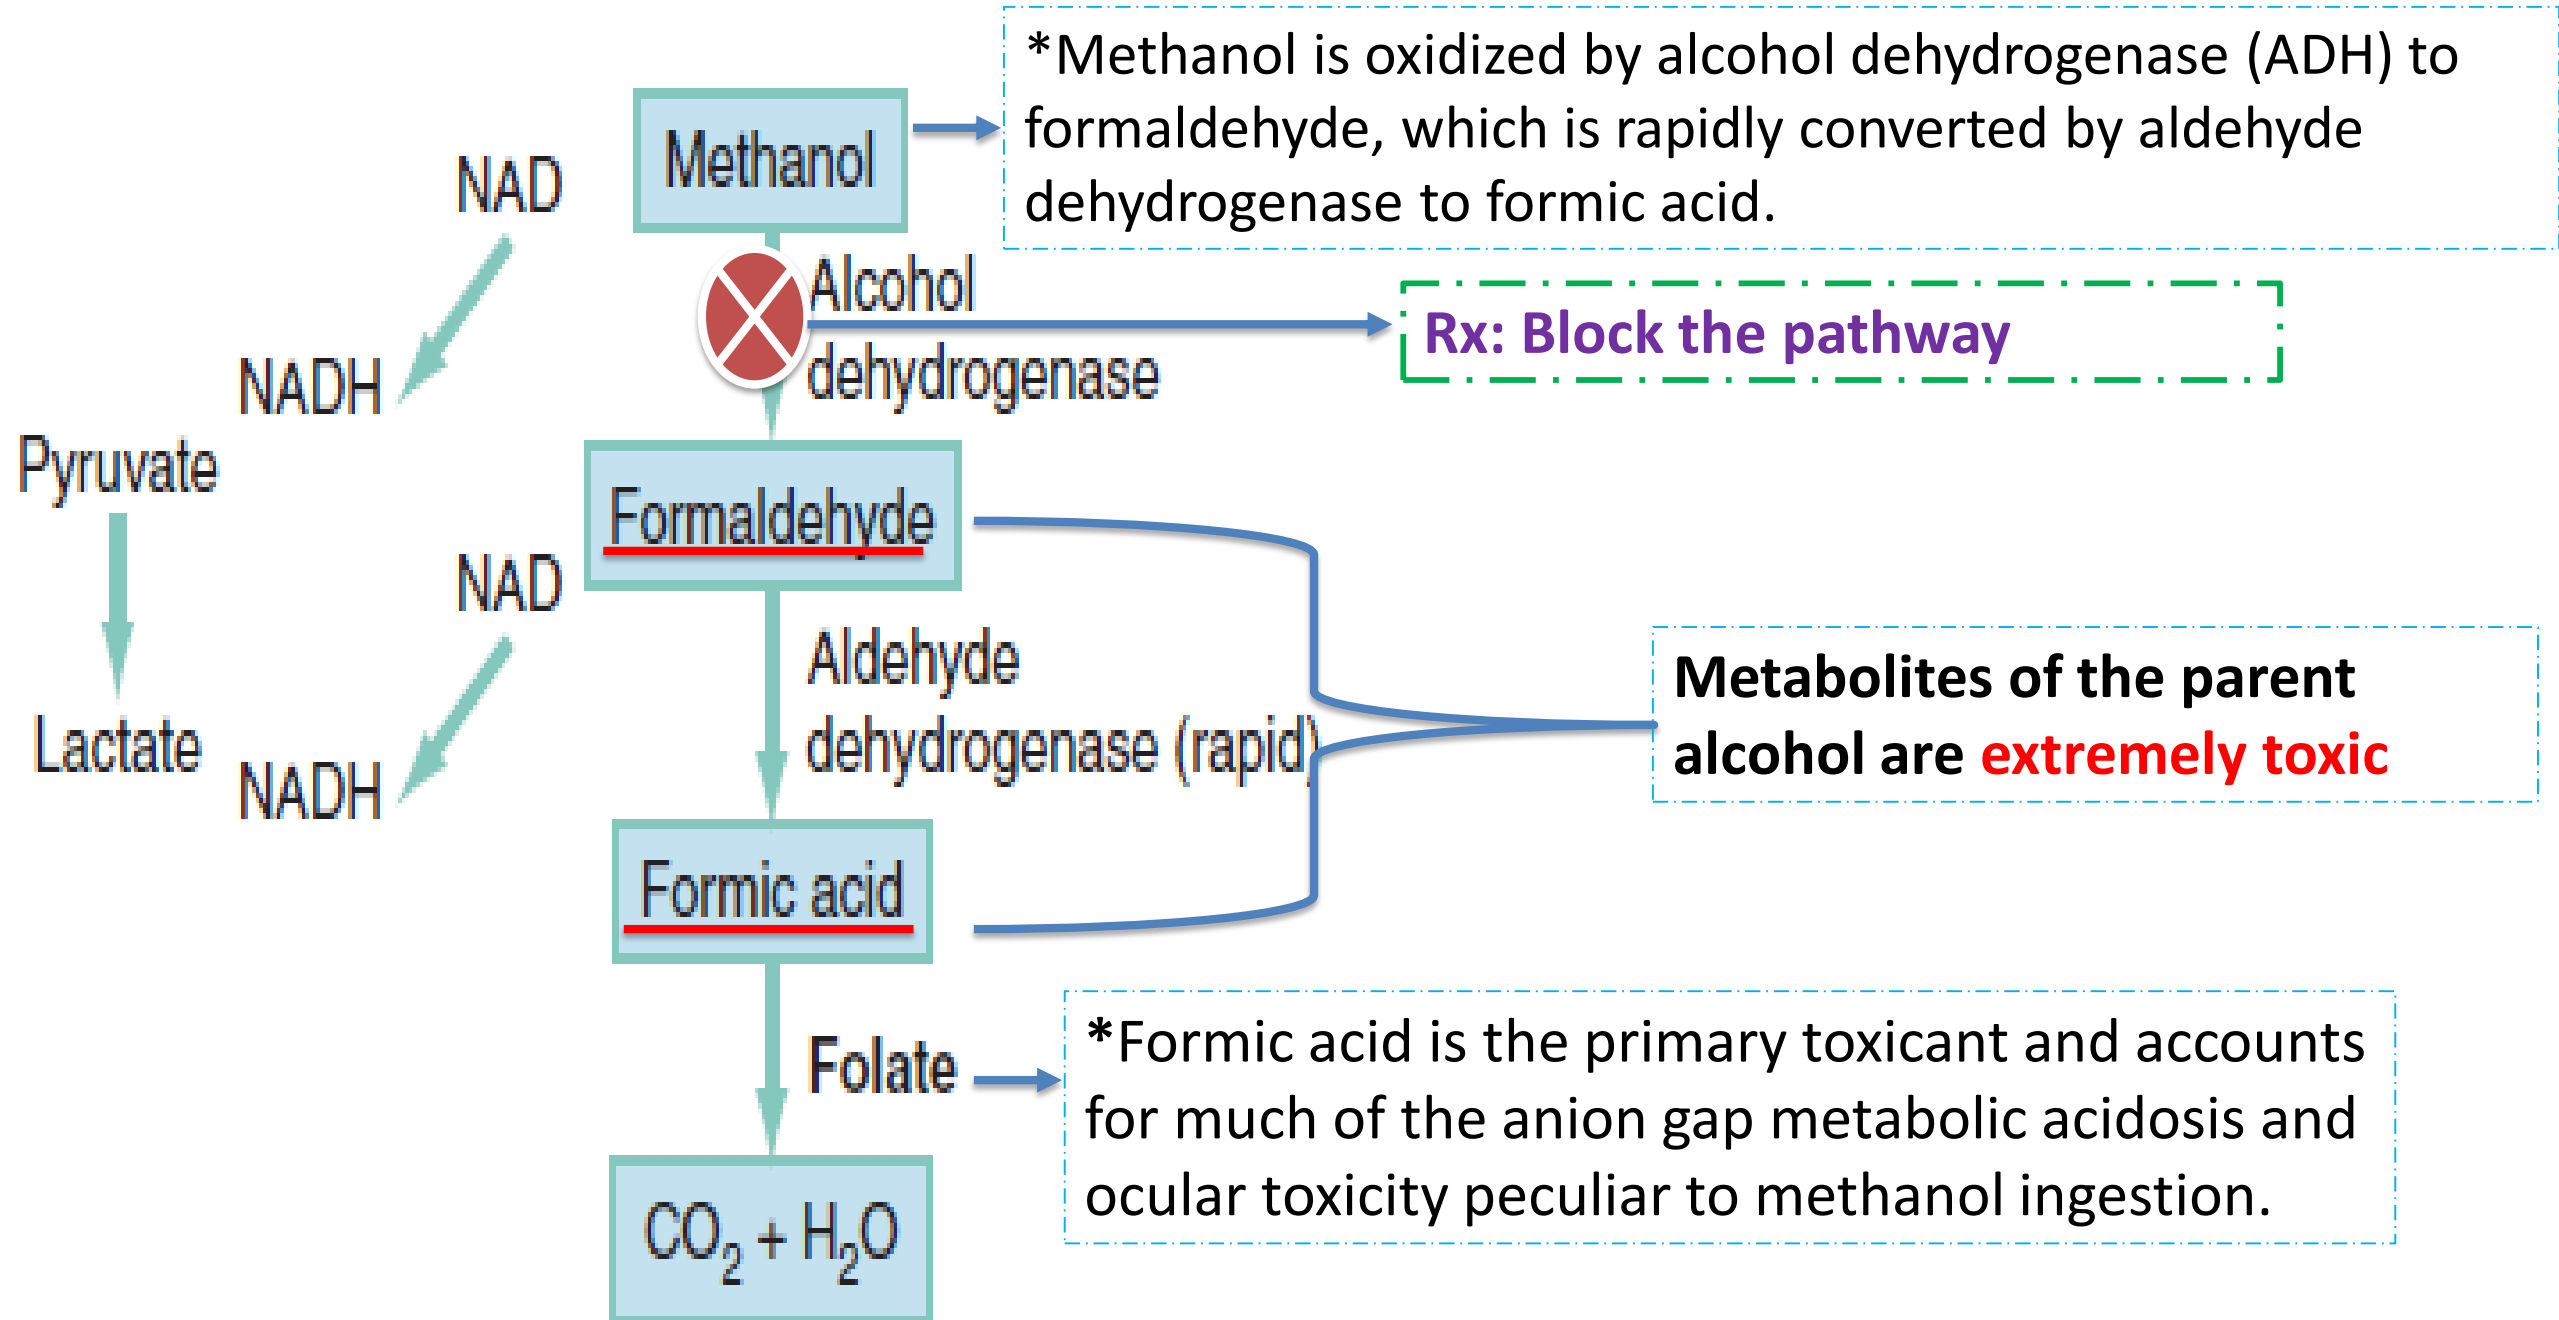 *Methanol is oxidized by alcohol dehydrogenase (ADH) to
formaldehyde, which is rapidly converted by aldehyde
dehydrogenase to formic acid.
Methanol
NAD
Alcohol
dehydrogenase
Rx: Block the pathway
NADH
Pyruvate
Formaldehyde
NAD
Aldehyde
dehydrogenase (rapid)
Metabolites of the parent
alcohol are extremely toxic
Lactate
NADH
Formic acid
Folate
*Formic acid is the primary toxicant and accounts
for much of the anion gap metabolic acidosis and
ocular toxicity peculiar to methanol ingestion.
CO₂ + H₂O